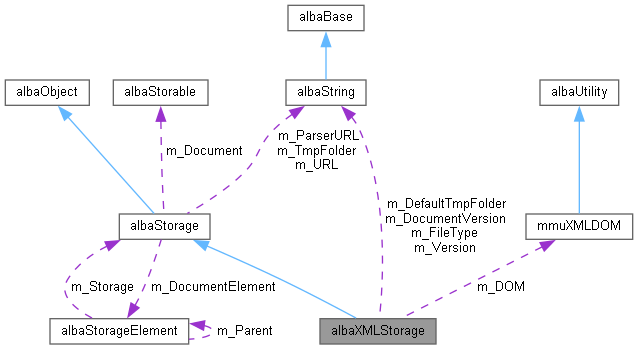 albaBase
albaObject
albaStorable
albaString
albaUtility
m_ParserURL
m_TmpFolder
m_URL
m_Document
m_DefaultTmpFolder
m_DocumentVersion
m_FileType
m_Version
albaStorage
mmuXMLDOM
m_Storage
m_DocumentElement
m_DOM
albaStorageElement
m_Parent
albaXMLStorage